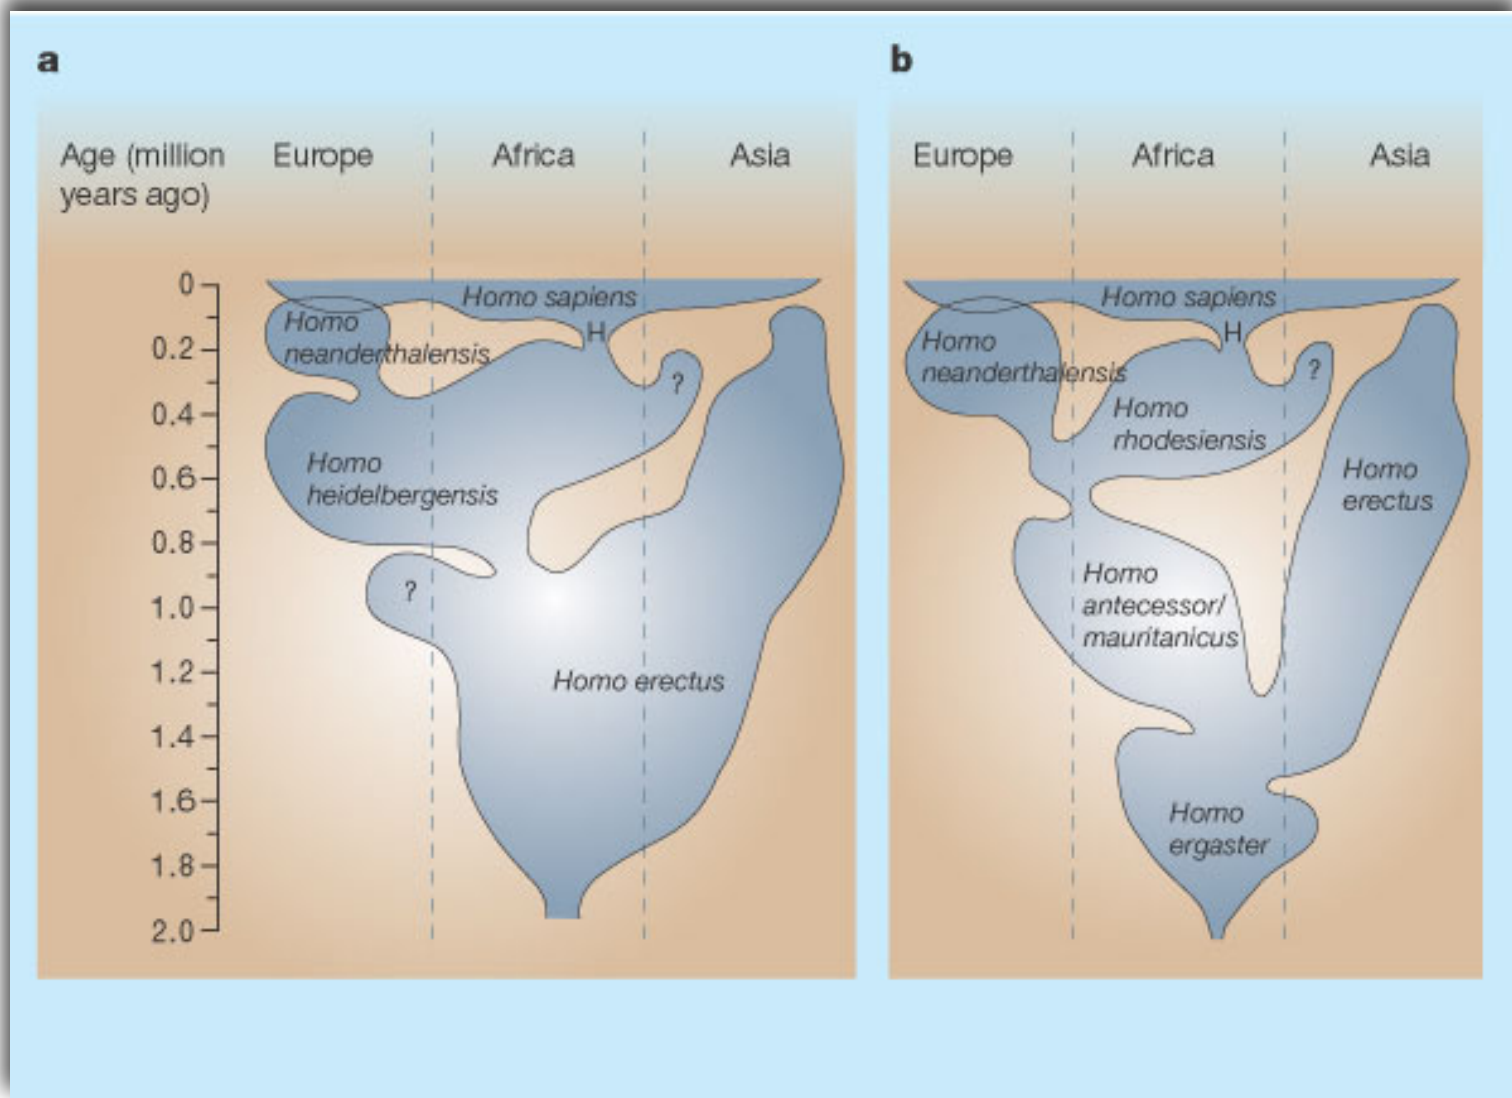 a
Age (million
years ago)
Europe
Africa
Asia
0
0.2
0.4
0.6
0.8
1.0
1.2
1.4
1.6
1.8
2.0
Homo sapiens
Homo
neanderthalensis
H
?
Homo
heidelbergensis
?
Homo erectus
b
Europe
Africa
Asia
Homo sapiens
Homo
neanderthalensis
H
?
Homo
rhodesiensis
Homo
erectus
Homo
antecessor/
mauritanicus
Homo
ergaster